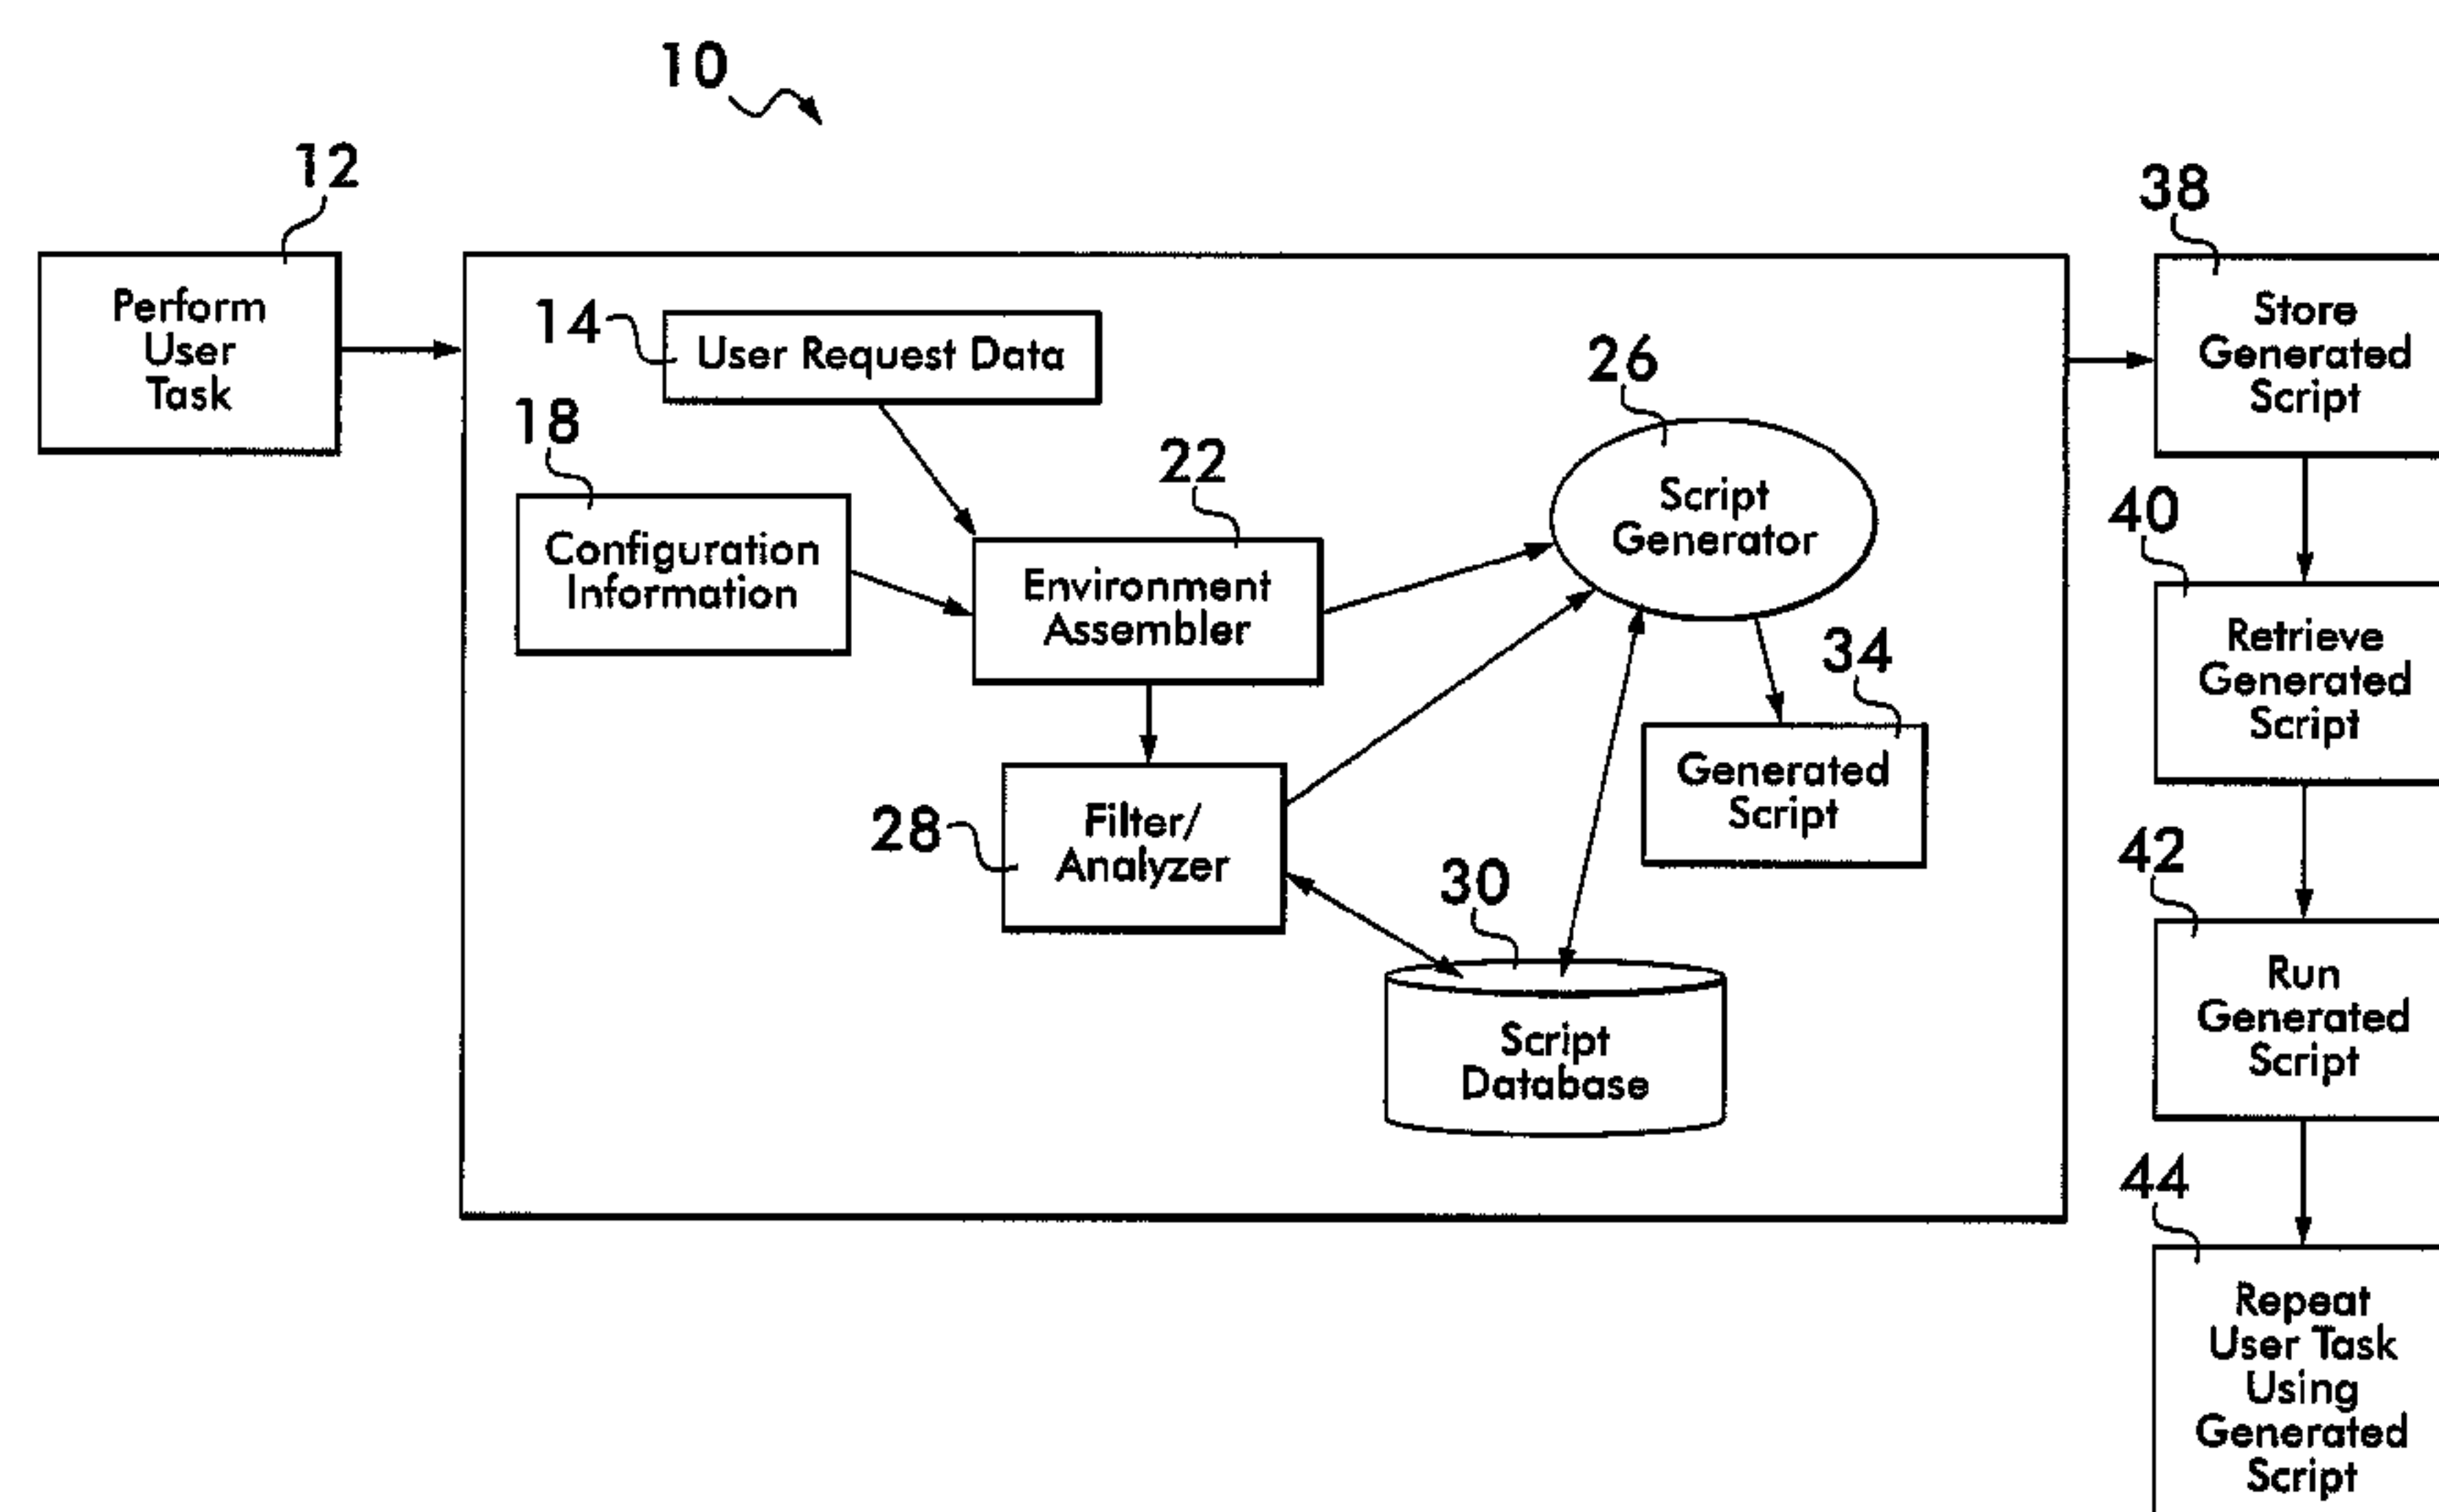 10
12
Perform
User
Task
14
User Request Data
18
Configuration
Information
22
Environment
Assembler
26
Script
Generator
28
Filter/
Analyzer
30
Script
Database
34
Generated
Script
38
Store
Generated
Script
40
Retrieve
Generated
Script
42
Run
Generated
Script
44
Repeat
User Task
Using
Generated
Script